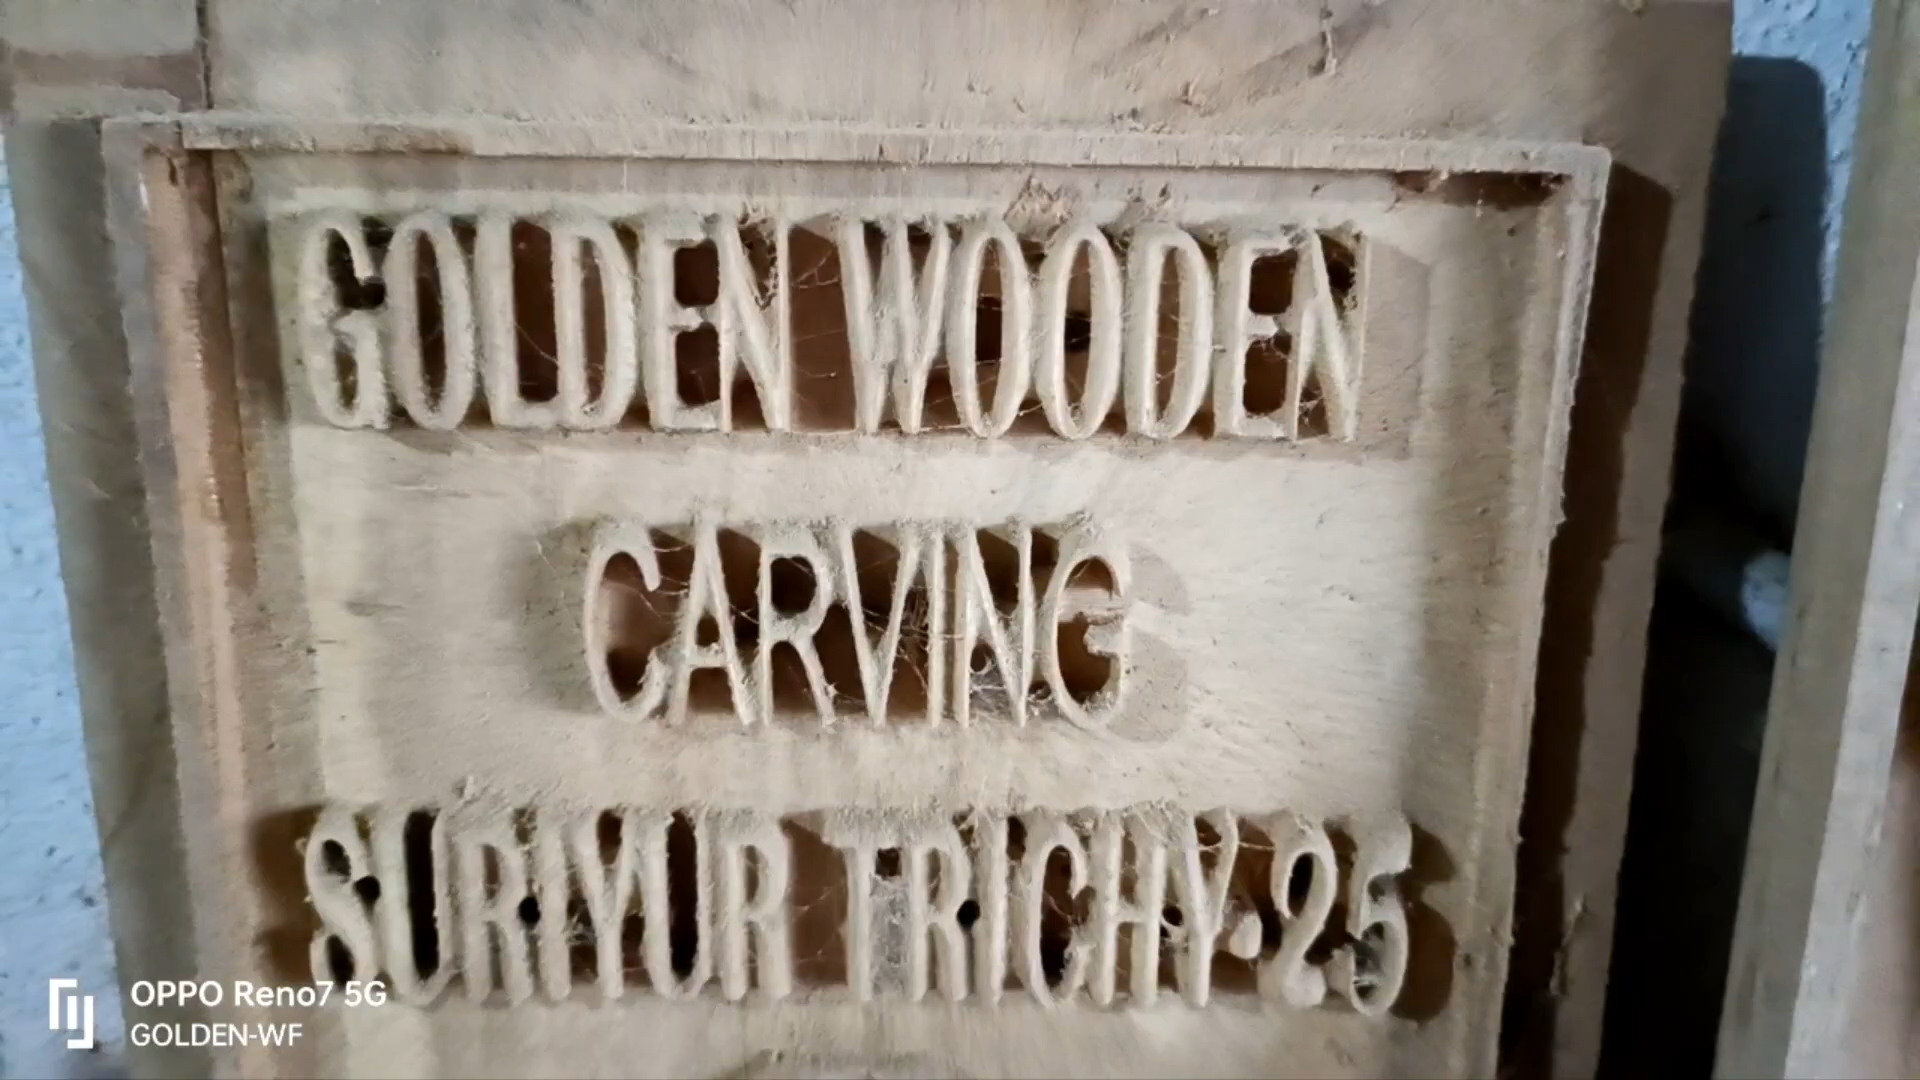 GOLDEN WOODEN
CARVING
SURIYUR TRICHY-25
OPPO Reno7 5G
GOLDEN-WF